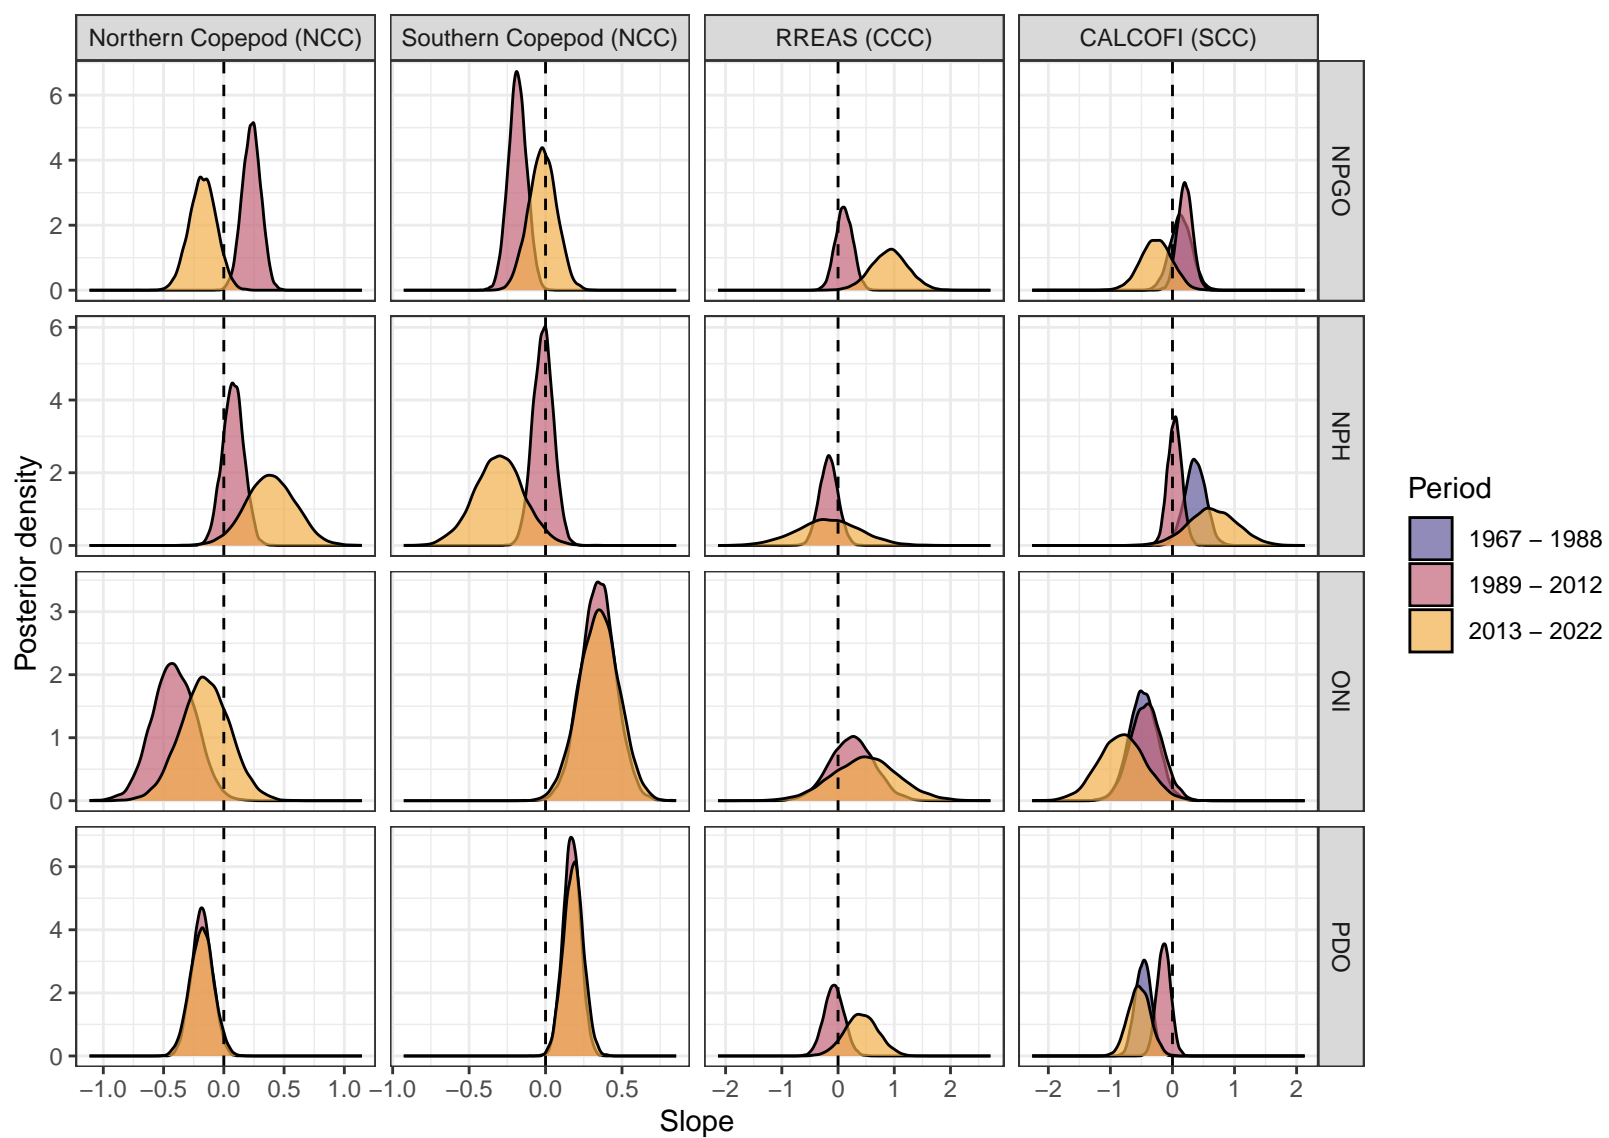 Northern Copepod (NCC) Southern Copepod (NCC) RREAS (CCC) CALCOFI (SCC)
6
4
2
0
NPGO
6
4
2
0
NPH
3
2
1
0
ONI
6
4
2
0
PDO
−1.0 −0.5 0.0 0.5 1.0 −1.0 −0.5 0.0 0.5 −2 −1 0 1 2 −2 −1 0 1 2
Slope
Posterior density
Period
1967 − 1988
1989 − 2012
2013 − 2022